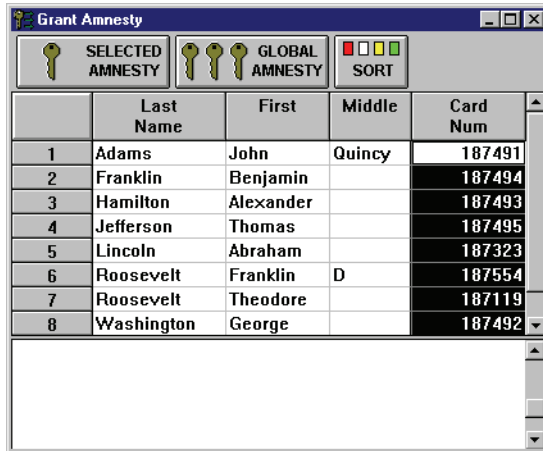 Grant Amnesty
SELECTED AMNESTY GLOBAL AMNESTY SORT
Last Name First Middle Card Num
1 Adams John Quincy 187491
2 Franklin Benjamin 187494
3 Hamilton Alexander 187493
4 Jefferson Thomas 187495
5 Lincoln Abraham 187323
6 Roosevelt Franklin D 187554
7 Roosevelt Theodore 187119
8 Washington George 187492